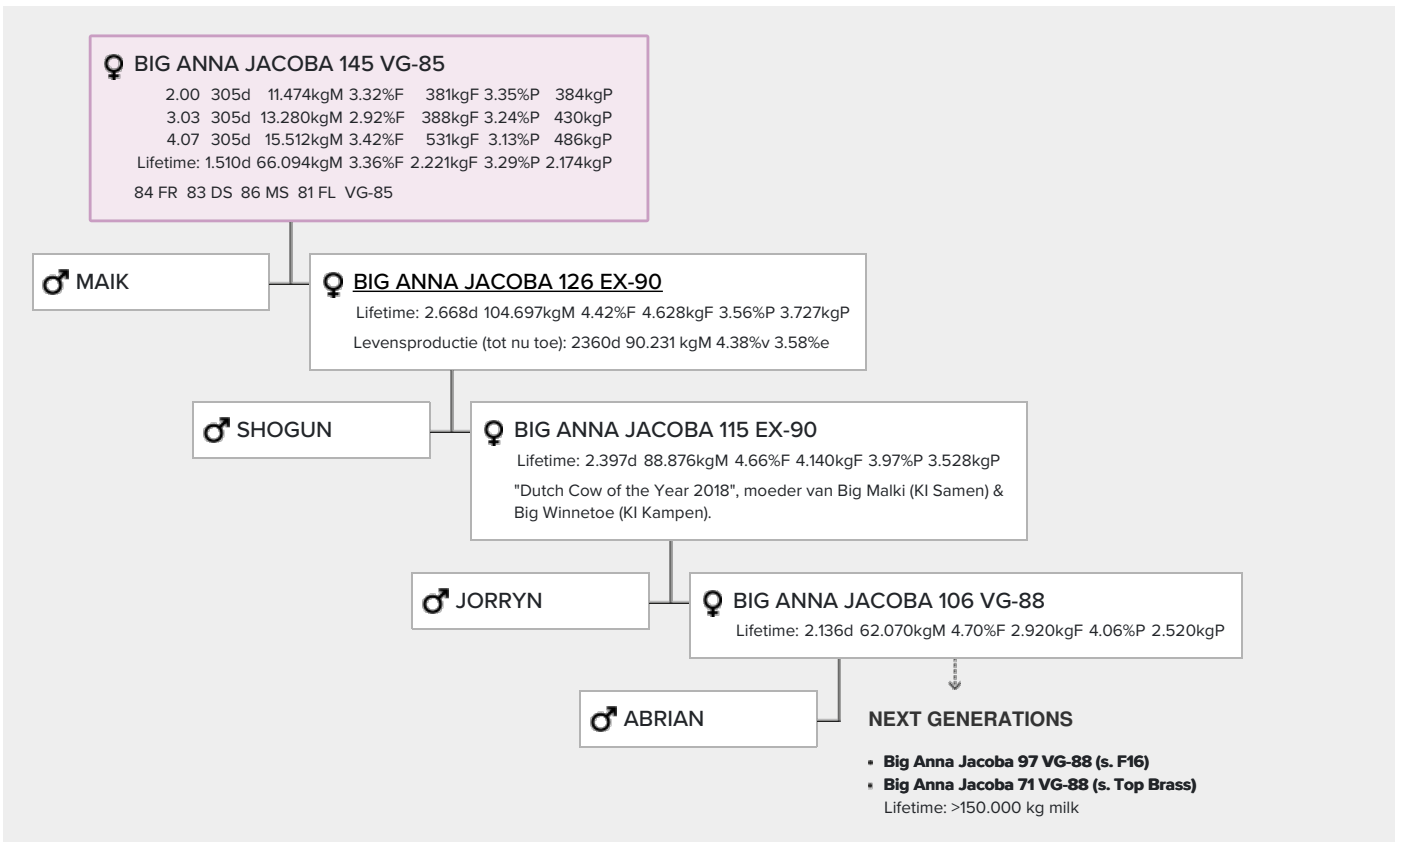 BIG ANNA JACOBA 145 VG-85
2.00 305d 11.474kgM 3.32%F 381kgF 3.35%P 384kgP
3.03 305d 13.280kgM 2.92%F 388kgF 3.24%P 430kgP
4.07 305d 15.512kgM 3.42%F 531kgF 3.13%P 486kgP
Lifetime: 1.510d 66.094kgM 3.36%F 2.221kgF 3.29%P 2.174kgP
84 FR 83 DS 86 MS 81 FL VG-85
MAIK
BIG ANNA JACOBA 126 EX-90
Lifetime: 2.668d 104.697kgM 4.42%F 4.628kgF 3.56%P 3.727kgP
Levensproductie (tot nu toe): 2360d 90.231 kgM 4.38%v 3.58%e
SHOGUN
BIG ANNA JACOBA 115 EX-90
Lifetime: 2.397d 88.876kgM 4.66%F 4.140kgF 3.97%P 3.528kgP
"Dutch Cow of the Year 2018", moeder van Big Malki (KI Samen) &
Big Winnetoe (KI Kampen).
JORRYN
BIG ANNA JACOBA 106 VG-88
Lifetime: 2.136d 62.070kgM 4.70%F 2.920kgF 4.06%P 2.520kgP
ABRIAN
NEXT GENERATIONS
Big Anna Jacoba 97 VG-88 (s. F16)
Big Anna Jacoba 71 VG-88 (s. Top Brass)
Lifetime: >150.000 kg milk